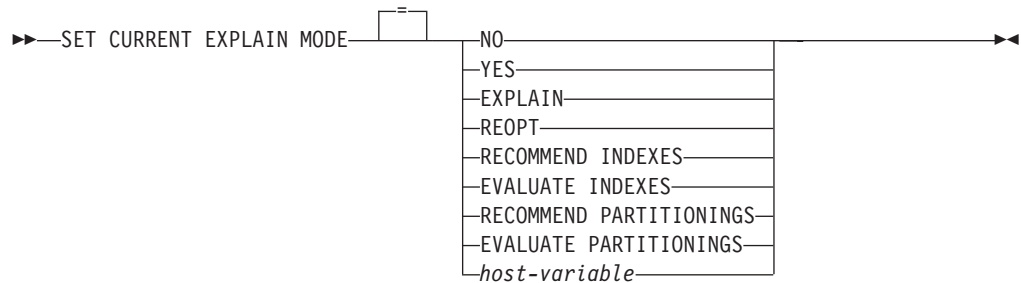 =
SET CURRENT EXPLAIN MODE NO
YES
EXPLAIN
REOPT
RECOMMEND INDEXES
EVALUATE INDEXES
RECOMMEND PARTITIONINGS
EVALUATE PARTITIONINGS
host-variable